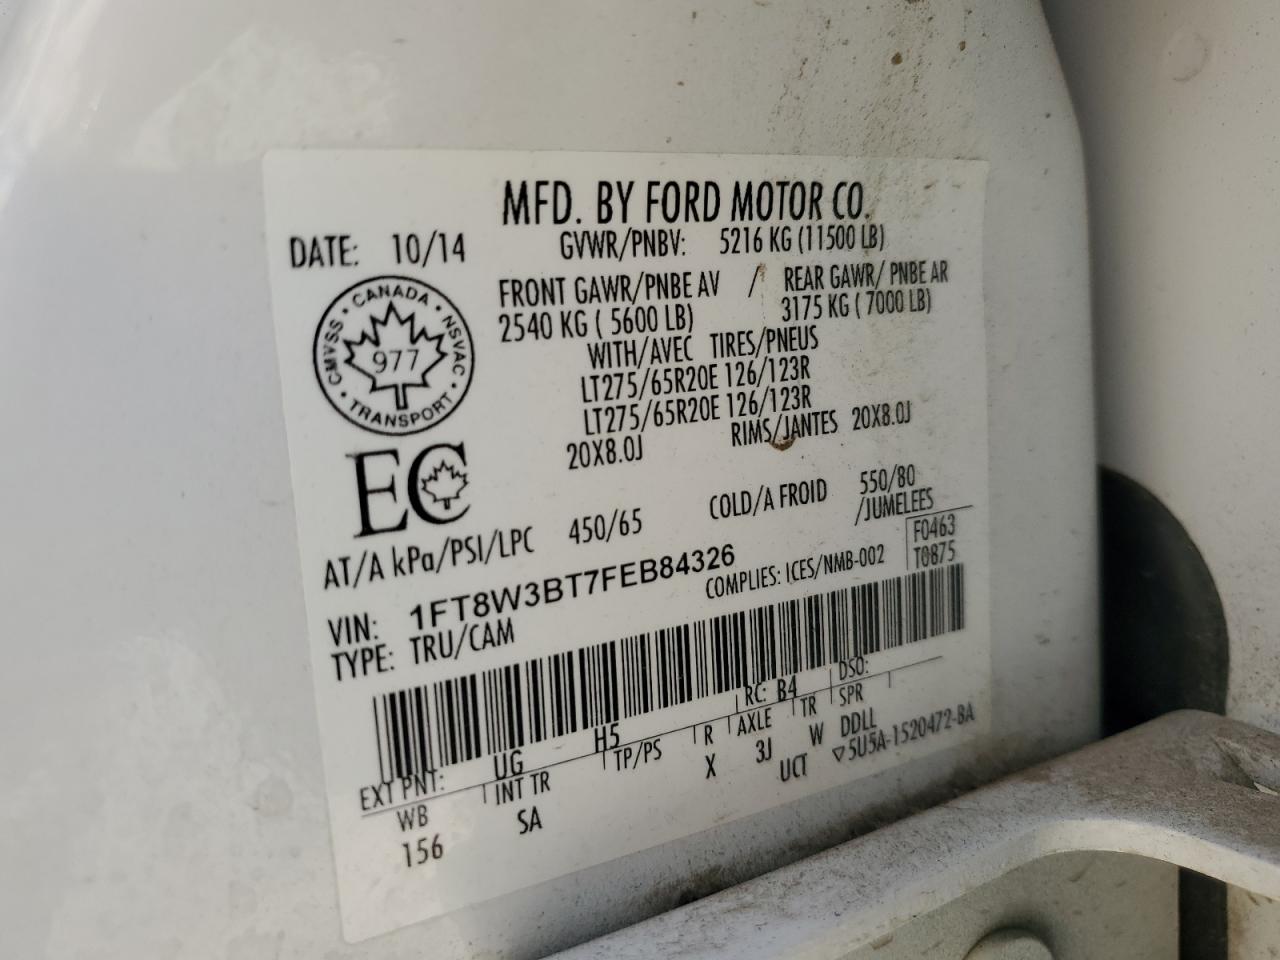 MFD. BY FORD MOTOR CO.
DATE: 10/14 GVWR/PNBV: 5216 KG (11500 LB)
FRONT GAWR/PNBE AV / REAR GAWR/ PNBE AR
2540 KG ( 5600 LB) 3175 KG ( 7000 LB)
WITH/AVEC TIRES/PNEUS
LT275/65R20E 126/123R
LT275/65R20E 126/123R
20X8.0J RIMS/JANTES 20X8.0J
CANADA • NSVAC • TRANSPORT • CMVSS •
977
EC
AT/A kPa/PSI/LPC 450/65 COLD/A FROID 550/80
/JUMELEES
VIN: 1FT8W3BT7FEB84326 COMPLIES: ICES/NMB-002 F0463
TYPE: TRU/CAM T0875
EXT PNT: UG H5 RC: B4 DSO:
WB INT TR TP/PS R AXLE TR SPR
156 SA X 3J W DDLL
UCT ▽5U5A-1520472-BA